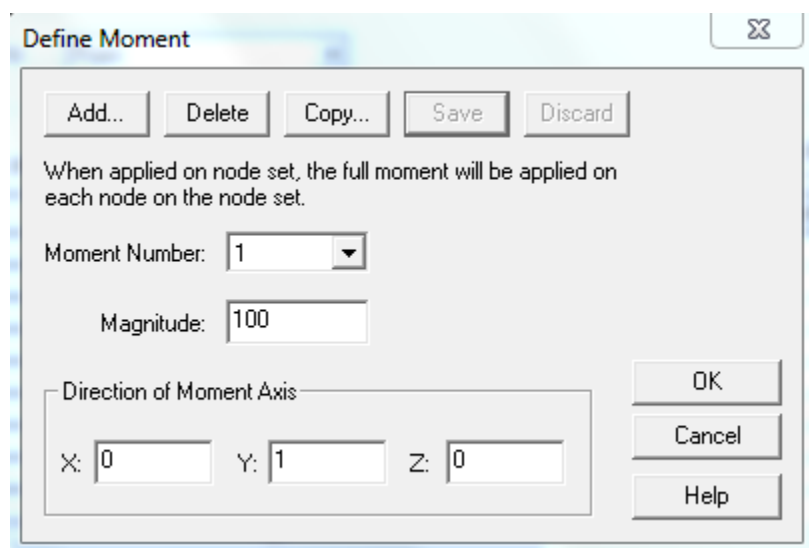 Define Moment
Add... Delete Copy... Save Discard
When applied on node set, the full moment will be applied on
each node on the node set.
Moment Number: 1
Magnitude: 100
Direction of Moment Axis
X: 0 Y: 1 Z: 0
OK
Cancel
Help